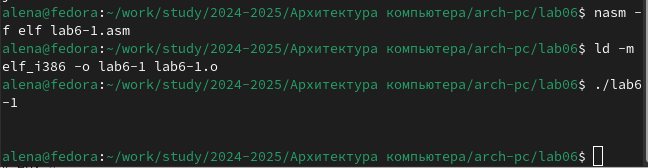 alena@fedora:~/work/study/2024-2025/Архитектура компьютера/arch-pc/lab06$ nasm -
f elf lab6-1.asm
alena@fedora:~/work/study/2024-2025/Архитектура компьютера/arch-pc/lab06$ ld -m
elf_i386 -o lab6-1 lab6-1.o
alena@fedora:~/work/study/2024-2025/Архитектура компьютера/arch-pc/lab06$ ./lab6
-1
alena@fedora:~/work/study/2024-2025/Архитектура компьютера/arch-pc/lab06$